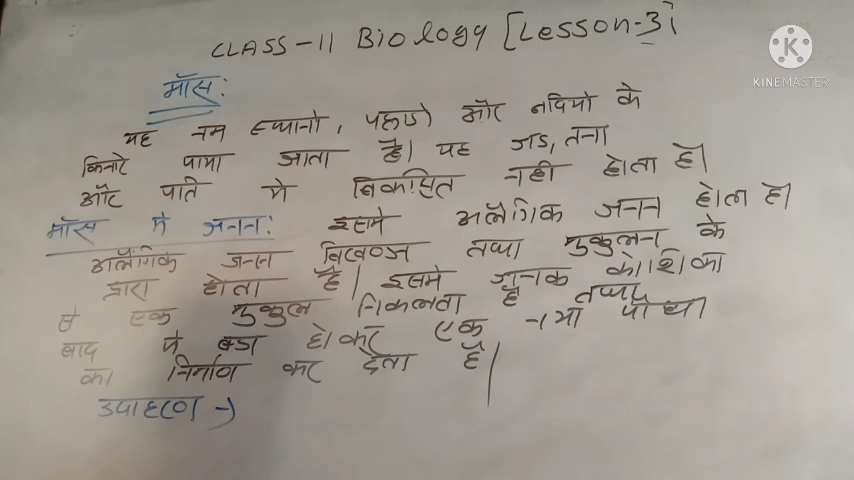 CLASS-11 Biology [Lesson-3]
KINEMASTER
मॉस:
यह नम स्थानो, पहाडो और नदियो के
किनारे पाया जाता है। यह जड, तना
और पाति मे विकसित नही होता है।
मॉस मे जनन: इसमे अलैगिक जनन होता है।
अलैगिक जनन विखण्डन तथा मुकुलन के
द्वारा होता है। इसमे जनक कोशिका
से एक मुकुल निकलता है तथा
बाद मे बडा होकर एक नया पौधा
का निर्माण कर देता है।
उदाहरण →